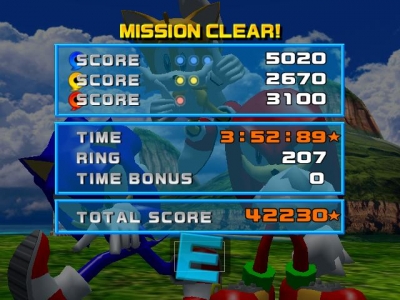 MISSION CLEAR!
SCORE 5020
SCORE 2670
SCORE 3100
TIME 3:52:89★
RING 207
TIME BONUS 0
TOTAL SCORE 42230★
E